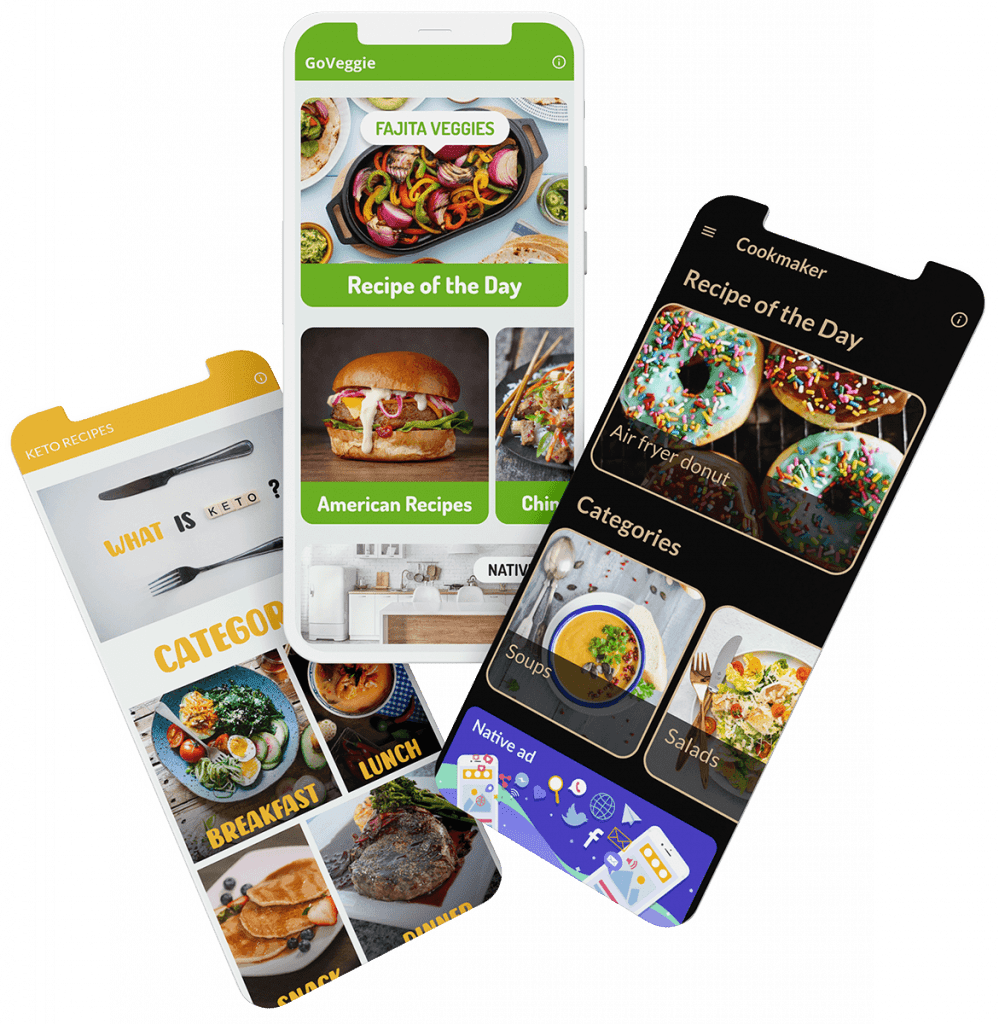 GoVeggie
FAJITA VEGGIES
Recipe of the Day
American Recipes
Chin
NATIV
KETO RECIPES
WHAT IS KETO ?
CATEGOR
BREAKFAST
LUNCH
SNACK
DINNER
Cookmaker
Recipe of the Day
Air fryer donut
Categories
Soups
Salads
Native ad